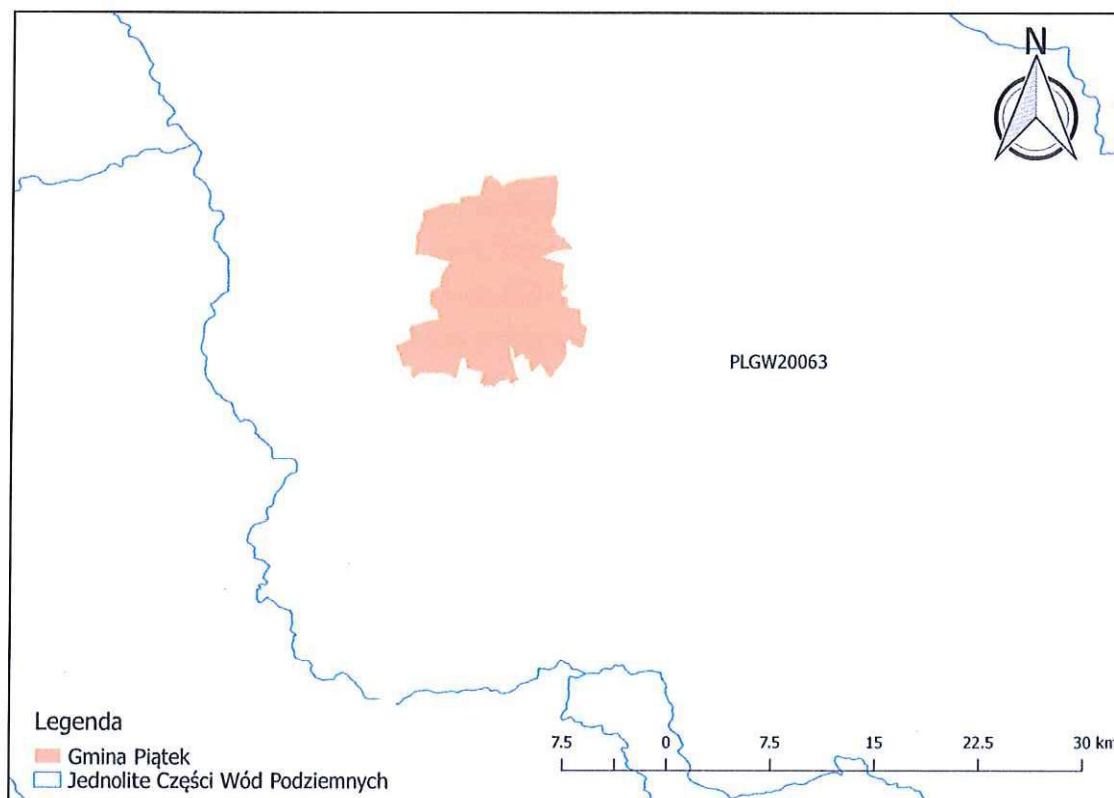 N
PLGW20063
Legenda
Gmina Piątek
Jednolite Części Wód Podziemnych
7.5 0 7.5 15 22.5 30 km